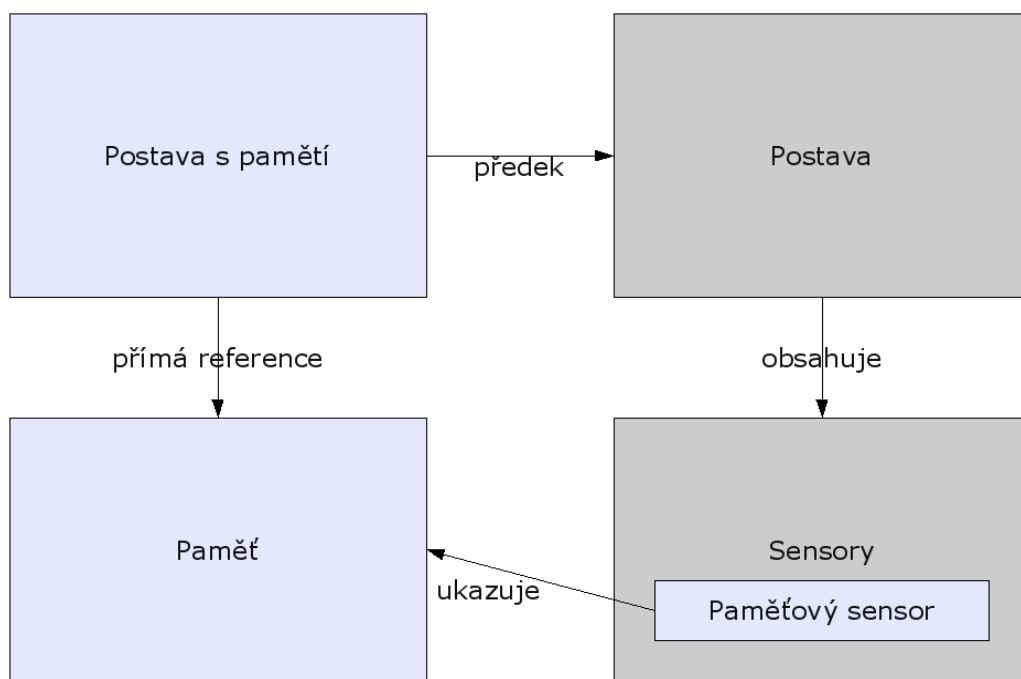 Postava s pamětí
předek
Postava
přímá reference
obsahuje
Paměť
ukazuje
Sensory
Paměťový sensor